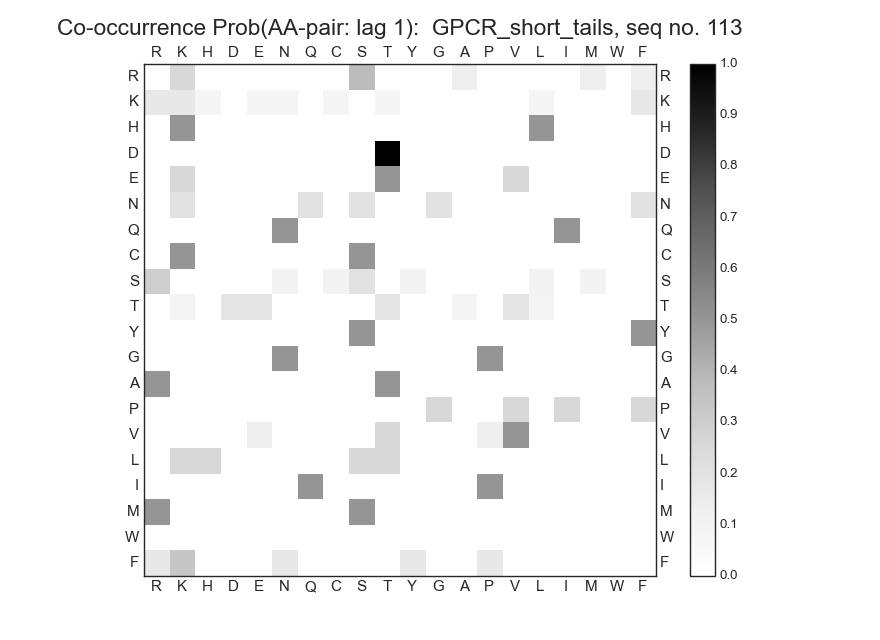 Co-occurrence Prob(AA-pair: lag 1):  GPCR_short_tails, seq no. 113
R K H D E N Q C S T Y G A P V L I M W F
R R
K K
H H
D D
E E
N N
Q Q
C C
S S
T T
Y Y
G G
A A
P P
V V
L L
I I
M M
W W
F F
R K H D E N Q C S T Y G A P V L I M W F
1.0
0.9
0.8
0.7
0.6
0.5
0.4
0.3
0.2
0.1
0.0